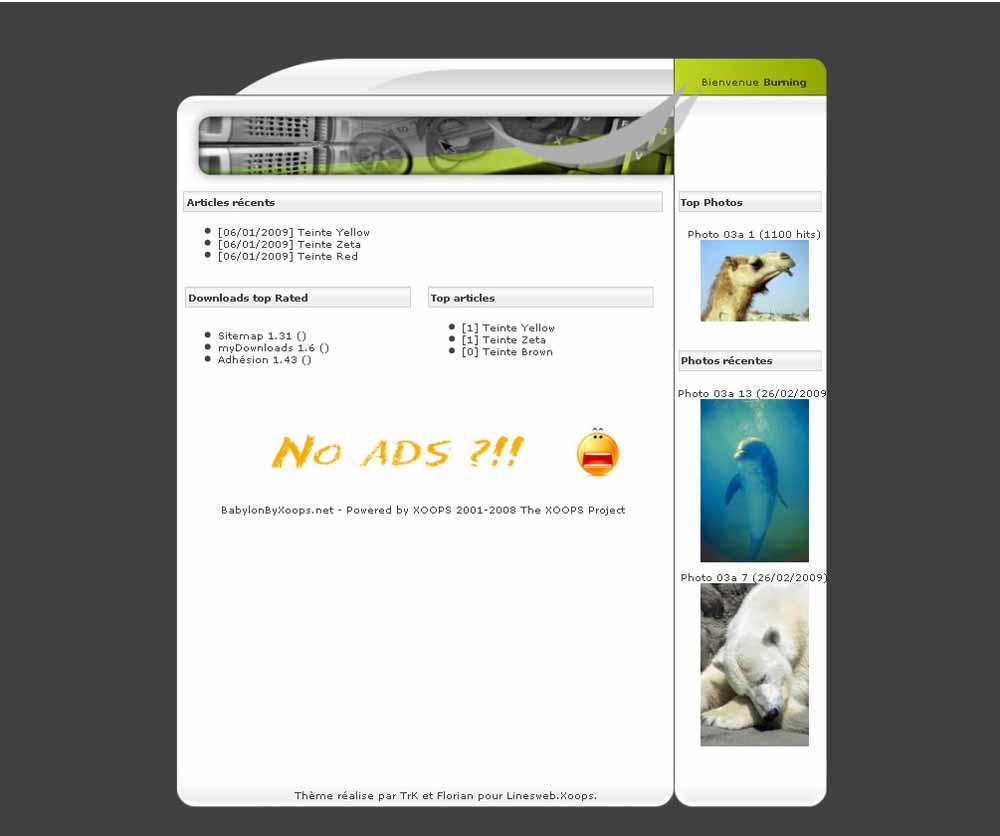 Bienvenue Burning
Articles récents
[06/01/2009] Teinte Yellow
[06/01/2009] Teinte Zeta
[06/01/2009] Teinte Red
Downloads top Rated
Sitemap 1.31 ()
myDownloads 1.6 ()
Adhésion 1.43 ()
Top articles
[1] Teinte Yellow
[1] Teinte Zeta
[0] Teinte Brown
No ads ?!!
BabylonByXoops.net - Powered by XOOPS 2001-2008 The XOOPS Project
Top Photos
Photo 03a 1 (1100 hits)
Photos récentes
Photo 03a 13 (26/02/2009
Photo 03a 7 (26/02/2009)
Thème réalise par TrK et Florian pour Linesweb.Xoops.